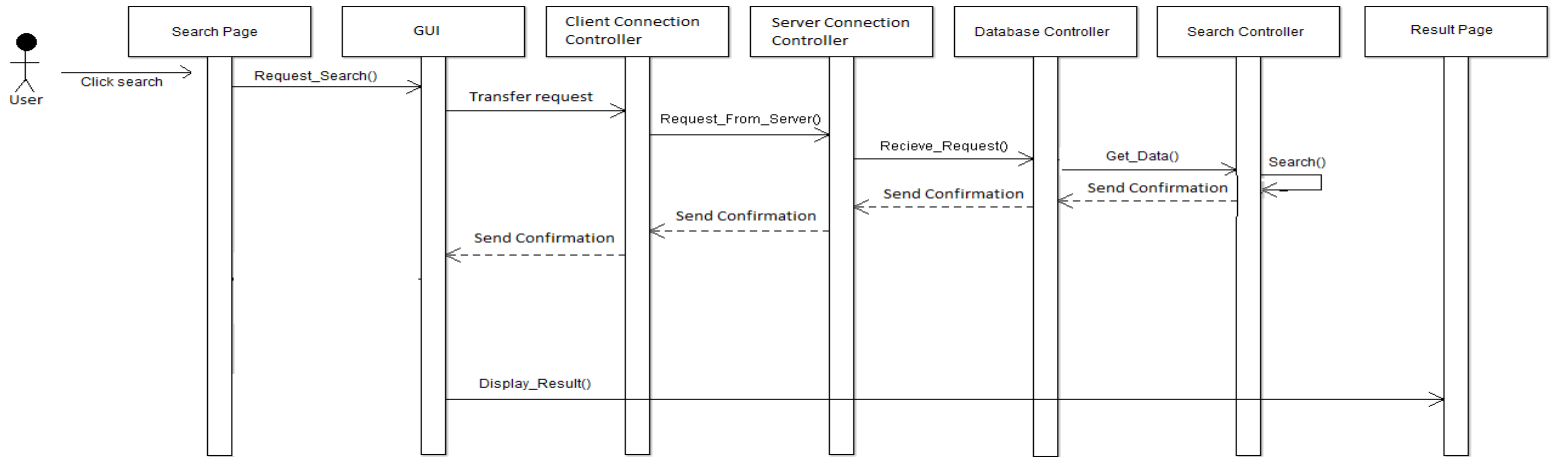 Search Page
GUI
Client Connection
Controller
Server Connection
Controller
Database Controller
Search Controller
Result Page
User
Click search
Request_Search()
Transfer request
Request_From_Server()
Recieve_Request()
Get_Data()
Search()
Send Confirmation
Send Confirmation
Send Confirmation
Send Confirmation
Display_Result()